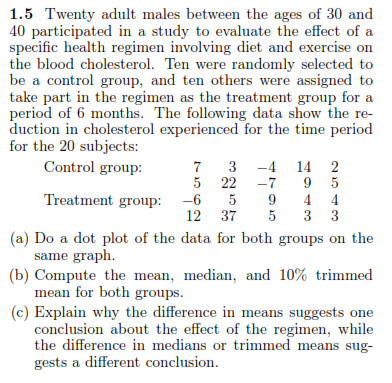 1.5 Twenty adult males between the ages of 30 and
40 participated in a study to evaluate the effect of a
specific health regimen involving diet and exercise on
the blood cholesterol. Ten were randomly selected to
be a control group, and ten others were assigned to
take part in the regimen as the treatment group for a
period of 6 months. The following data show the re-
duction in cholesterol experienced for the time period
for the 20 subjects:
Control group: 7 3 −4 14 2
5 22 −7 9 5
Treatment group: −6 5 9 4 4
12 37 5 3 3
(a) Do a dot plot of the data for both groups on the
same graph.
(b) Compute the mean, median, and 10% trimmed
mean for both groups.
(c) Explain why the difference in means suggests one
conclusion about the effect of the regimen, while
the difference in medians or trimmed means sug-
gests a different conclusion.